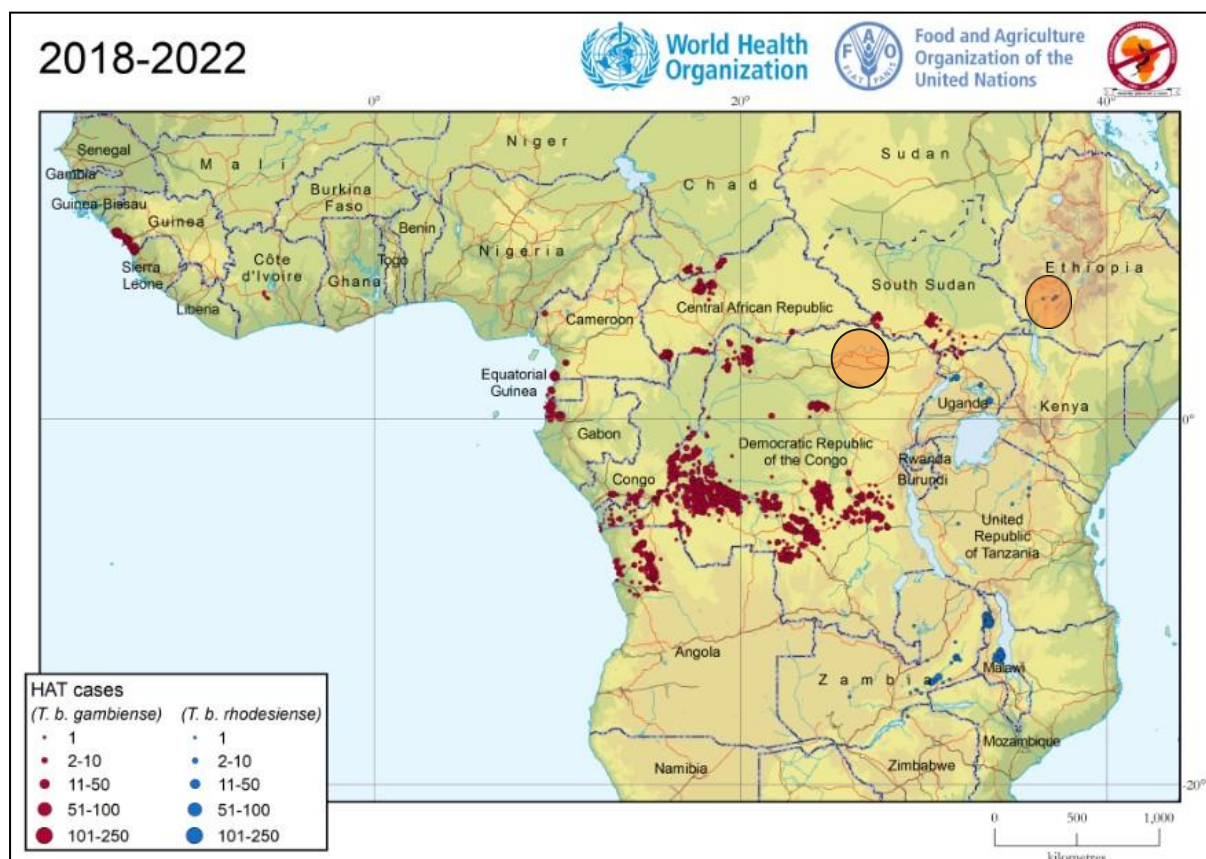 2018-2022
World Health
Organization
FAO
FIAT PANIS
Food and Agriculture
Organization of the
United Nations
0°
20°
40°
Senegal
Gambia
Guinea-Bissau
Guinea
Sierra
Leone
Liberia
Mali
Côte
d'Ivoire
Burkina
Faso
Ghana
Togo
Benin
Niger
Nigeria
Chad
Sudan
Cameroon
Central African Republic
South Sudan
Ethiopia
Equatorial
Guinea
Gabon
Congo
Democratic Republic
of the Congo
Uganda
Kenya
0°
Rwanda
Burundi
United
Republic
of Tanzania
Angola
Zambia
Malawi
Mozambique
Namibia
Zimbabwe
-20°
HAT cases
(T. b. gambiense) (T. b. rhodesiense)
1 1
2-10 2-10
11-50 11-50
51-100 51-100
101-250 101-250
0 500 1,000
kilometres